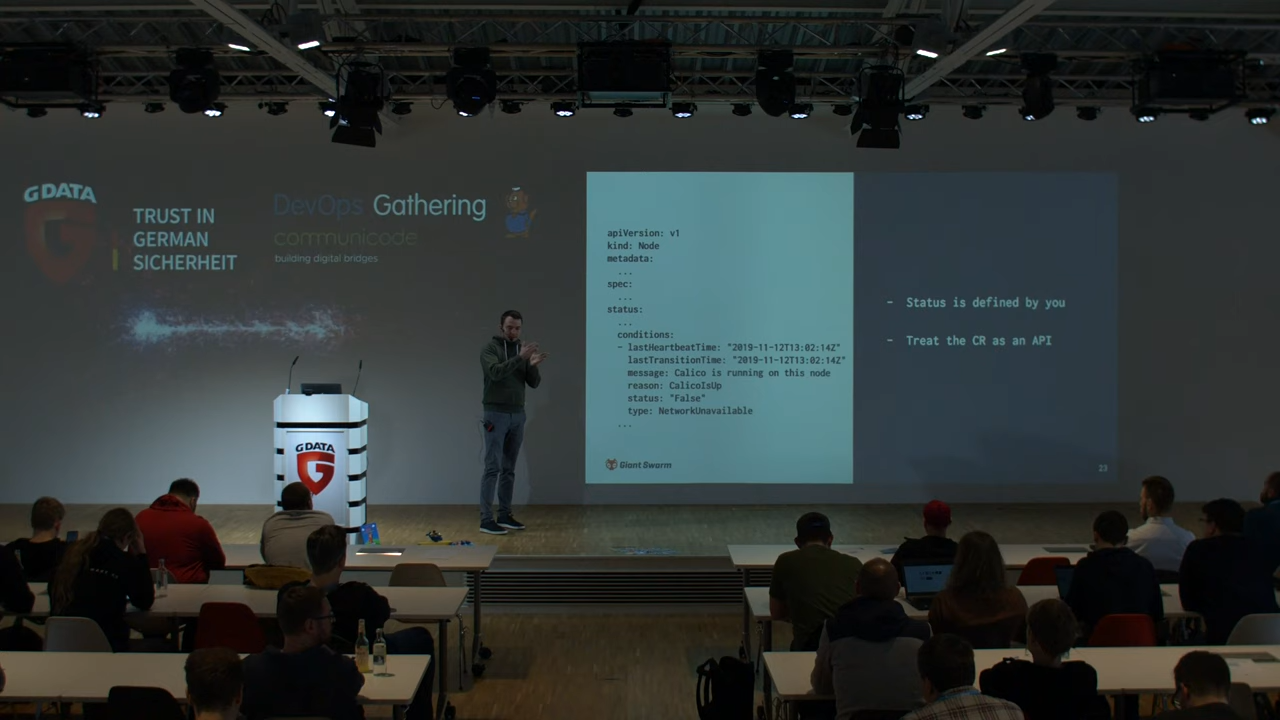 G DATA
TRUST IN
GERMAN
SICHERHEIT
DevOps Gathering
communicode
building digital bridges
apiVersion: v1
kind: Node
metadata:
...
spec:
...
status:
...
conditions:
- lastHeartbeatTime: "2019-11-12T13:02:14Z"
lastTransitionTime: "2019-11-12T13:02:14Z"
message: Calico is running on this node
reason: CalicoIsUp
status: "False"
type: NetworkUnavailable
...
Giant Swarm
- Status is defined by you
- Treat the CR as an API
23
G DATA